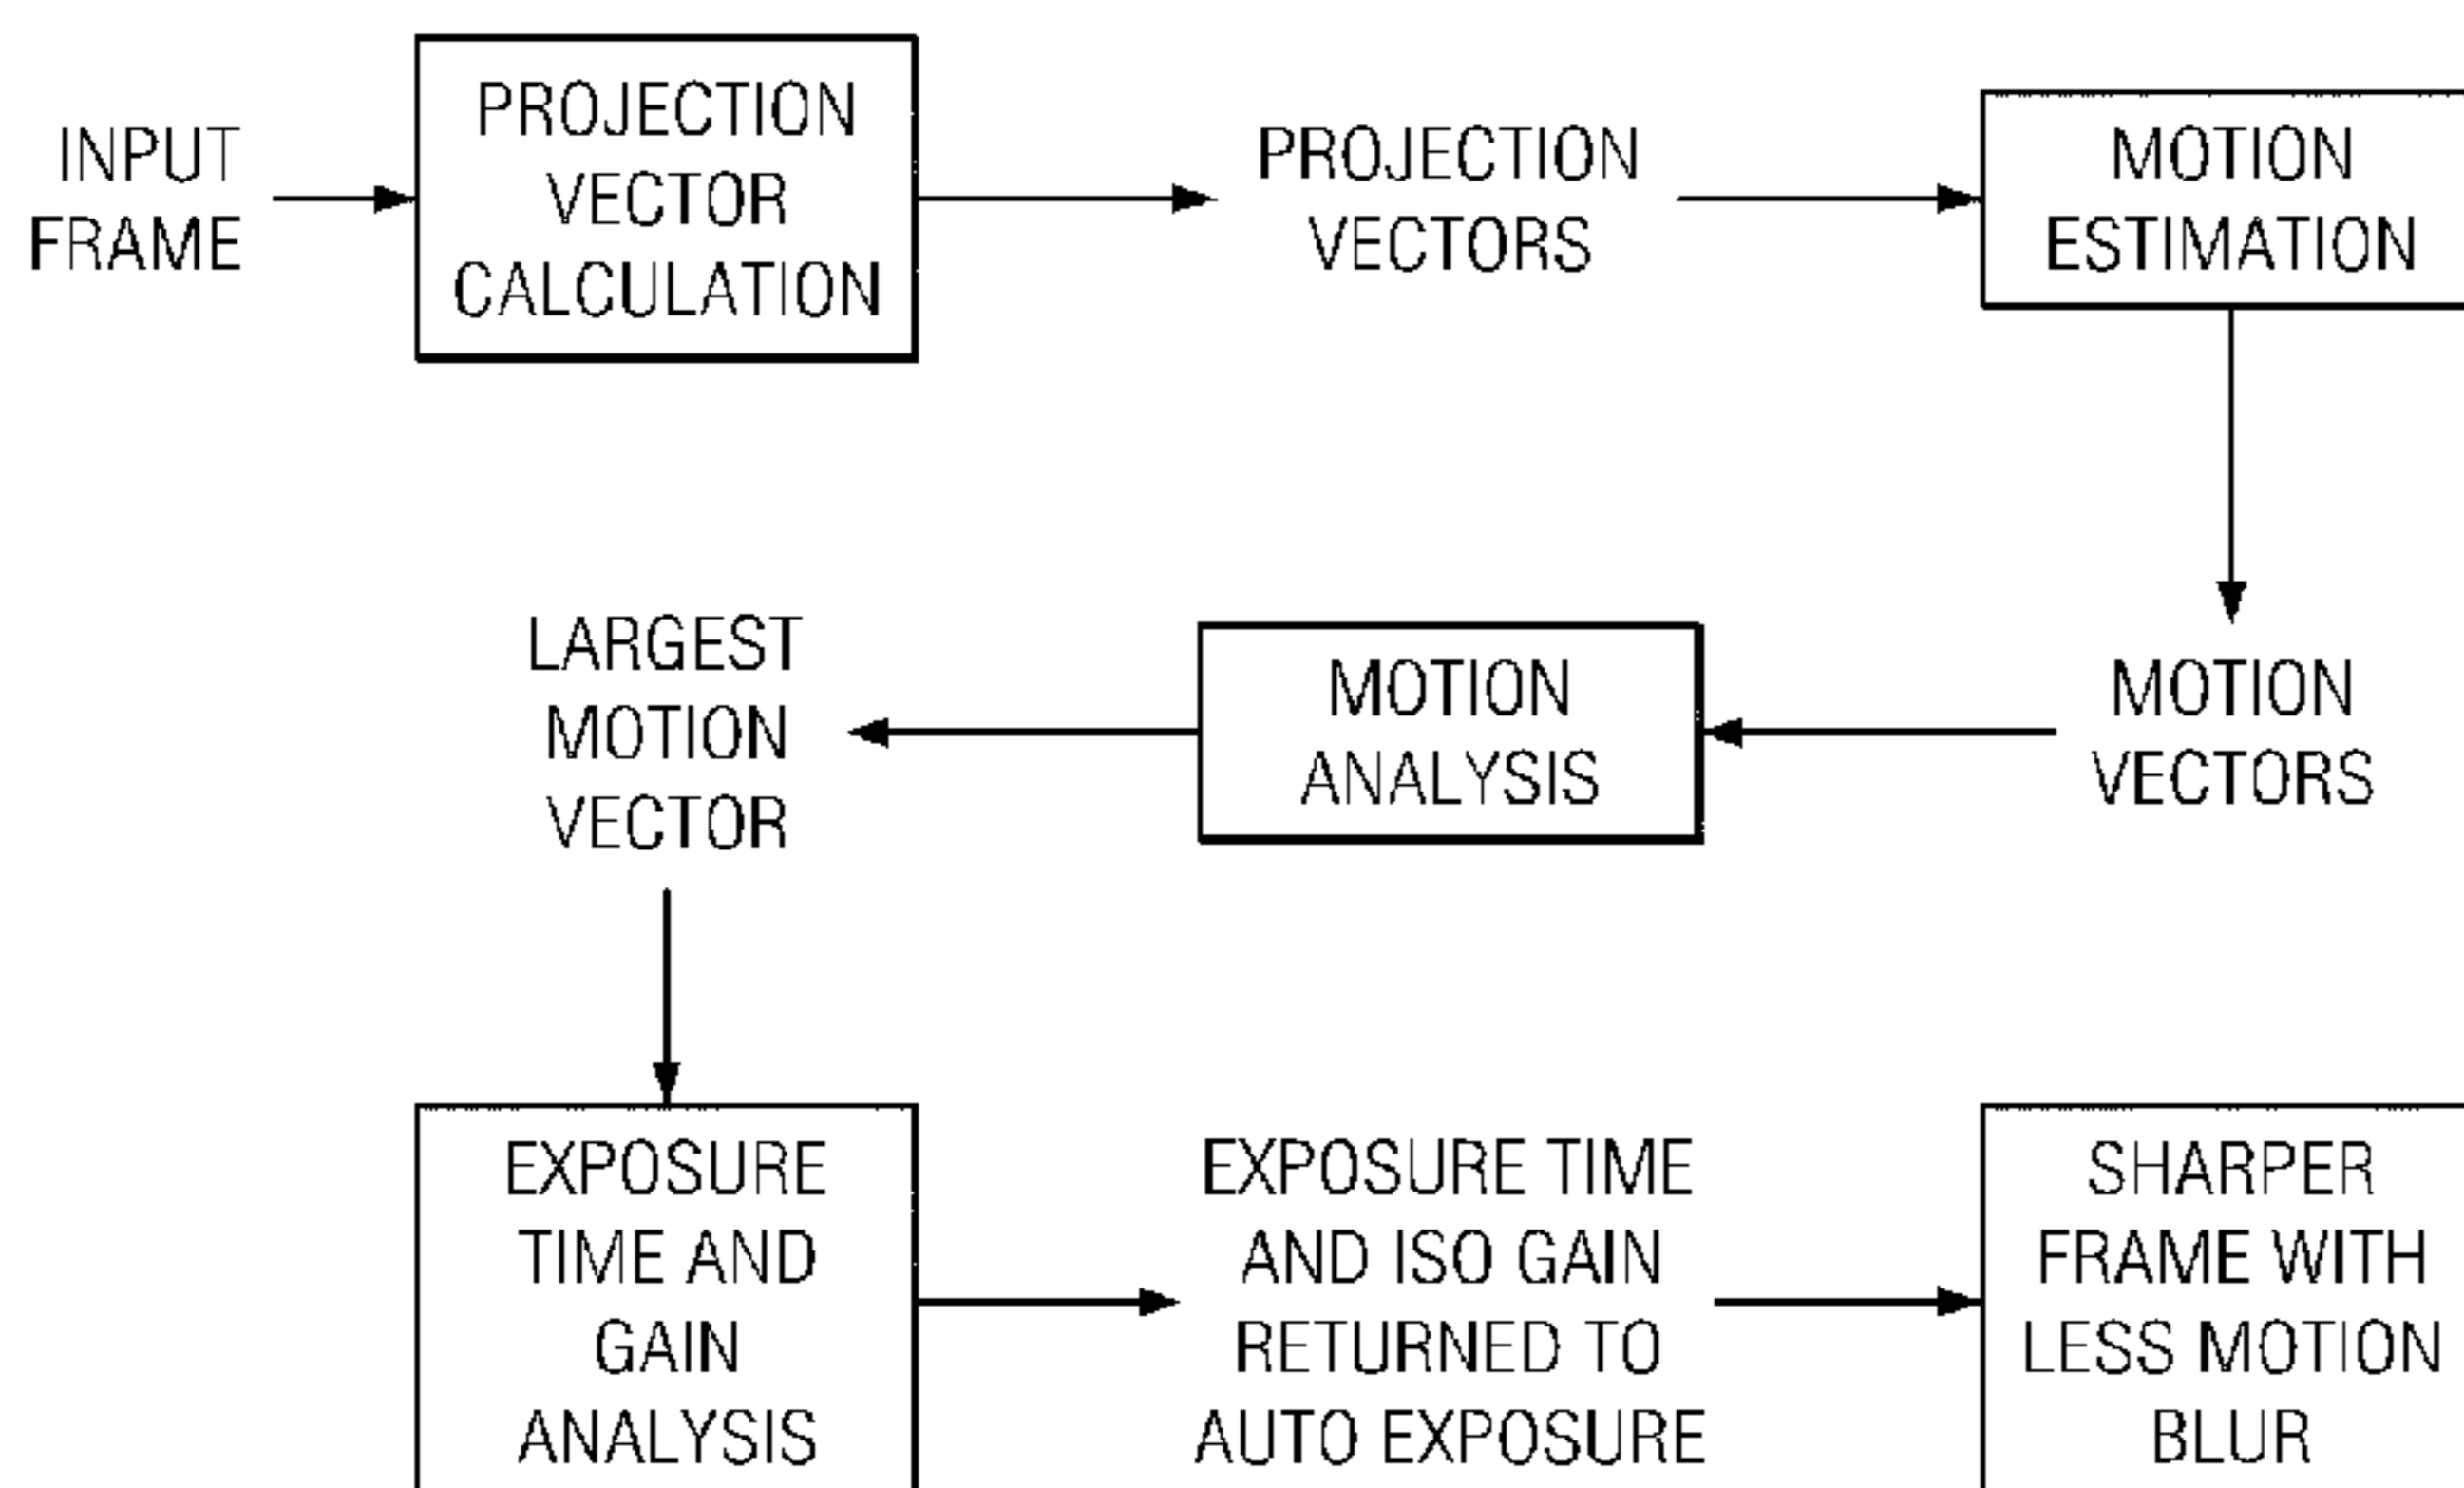 INPUT
FRAME
PROJECTION
VECTOR
CALCULATION
PROJECTION
VECTORS
MOTION
ESTIMATION
MOTION
VECTORS
MOTION
ANALYSIS
LARGEST
MOTION
VECTOR
EXPOSURE
TIME AND
GAIN
ANALYSIS
EXPOSURE TIME
AND ISO GAIN
RETURNED TO
AUTO EXPOSURE
SHARPER
FRAME WITH
LESS MOTION
BLUR